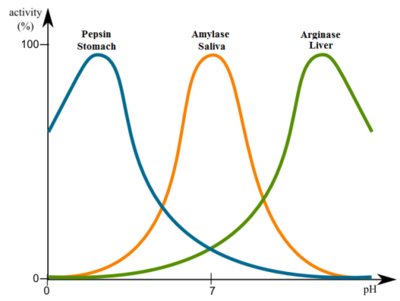 activity
(%)
100
Pepsin
Stomach
Amylase
Saliva
Arginase
Liver
0
0
7
pH